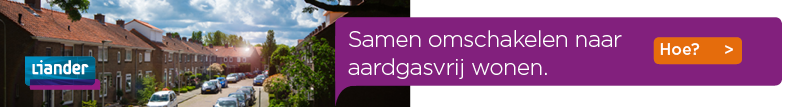 Liander
Samen omschakelen naar
aardgasvrij wonen.
Hoe? >